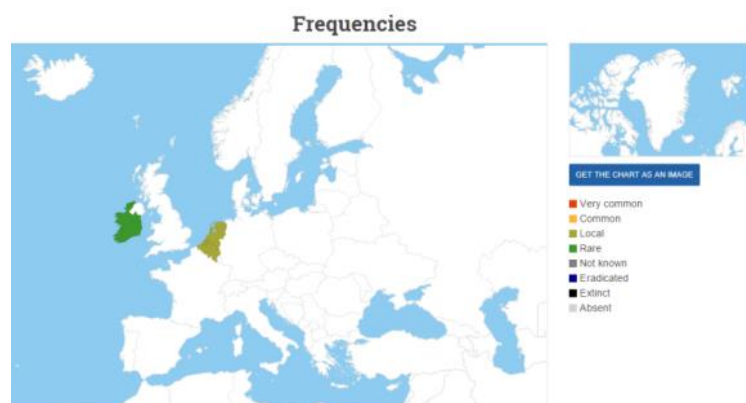 Frequencies
GET THE CHART AS AN IMAGE
Very common
Common
Local
Rare
Not known
Eradicated
Extinct
Absent